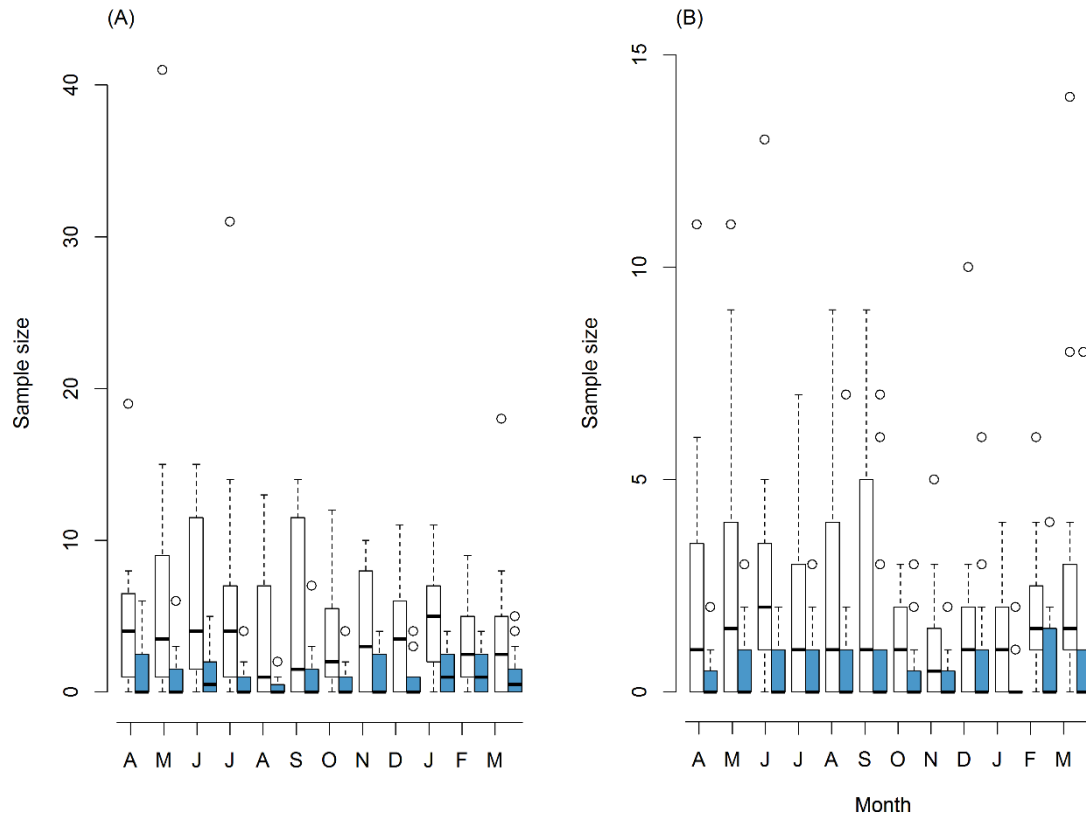 (A)
Sample size
40
30
20
10
0
A M J J A S O N D J F M
(B)
Sample size
15
10
5
0
A M J J A S O N D J F M
Month